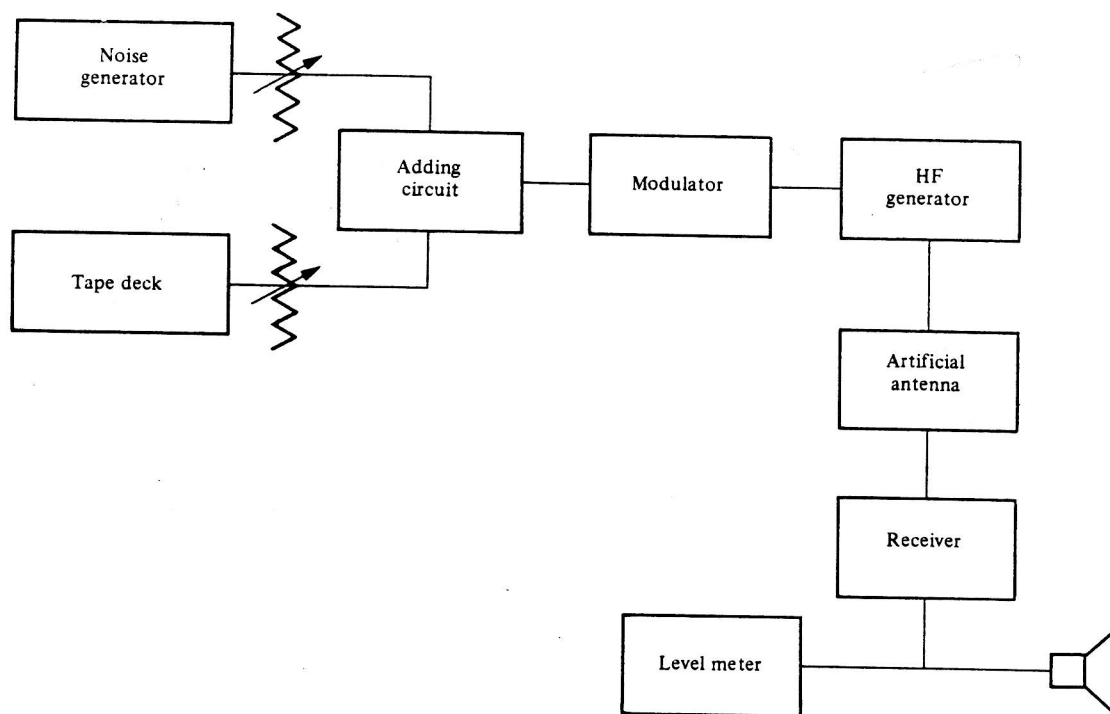 Noise
generator
Adding
circuit
Modulator
HF
generator
Tape deck
Artificial
antenna
Receiver
Level meter